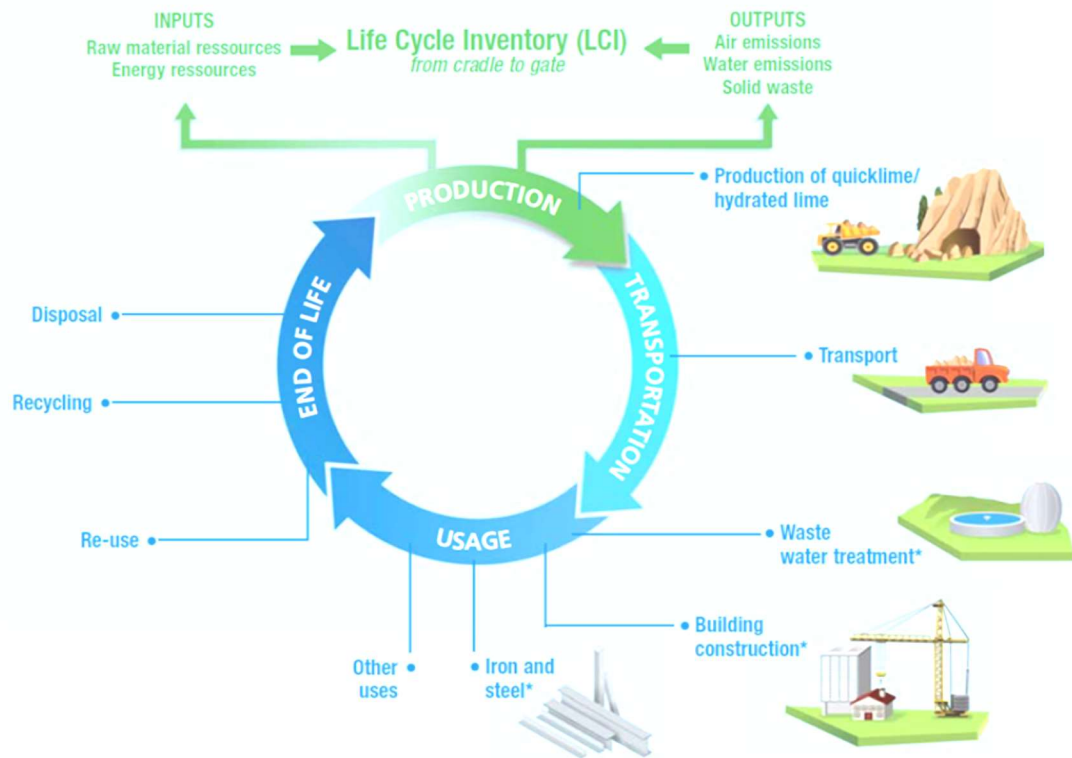 INPUTS
Raw material ressources
Energy ressources
Life Cycle Inventory (LCI)
from cradle to gate
OUTPUTS
Air emissions
Water emissions
Solid waste
PRODUCTION
• Production of quicklime/
hydrated lime
TRANSPORTATION
• Transport
USAGE
• Waste
water treatment*
• Building
construction*
• Iron and
steel*
Other •
uses
END OF LIFE
Re-use •
Recycling •
Disposal •